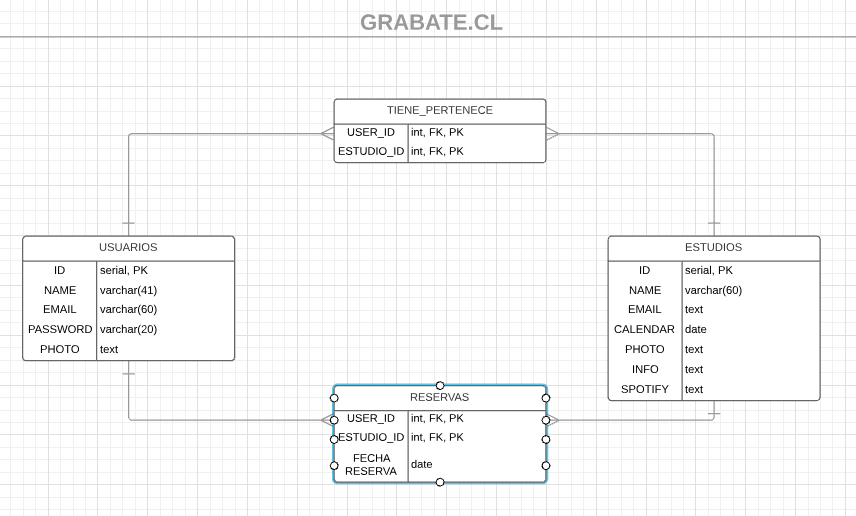 GRABATE.CL
TIENE_PERTENECE
USER_ID int, FK, PK
ESTUDIO_ID int, FK, PK
USUARIOS
ID serial, PK
NAME varchar(41)
EMAIL varchar(60)
PASSWORD varchar(20)
PHOTO text
ESTUDIOS
ID serial, PK
NAME varchar(60)
EMAIL text
CALENDAR date
PHOTO text
INFO text
SPOTIFY text
RESERVAS
USER_ID int, FK, PK
ESTUDIO_ID int, FK, PK
FECHA
RESERVA date